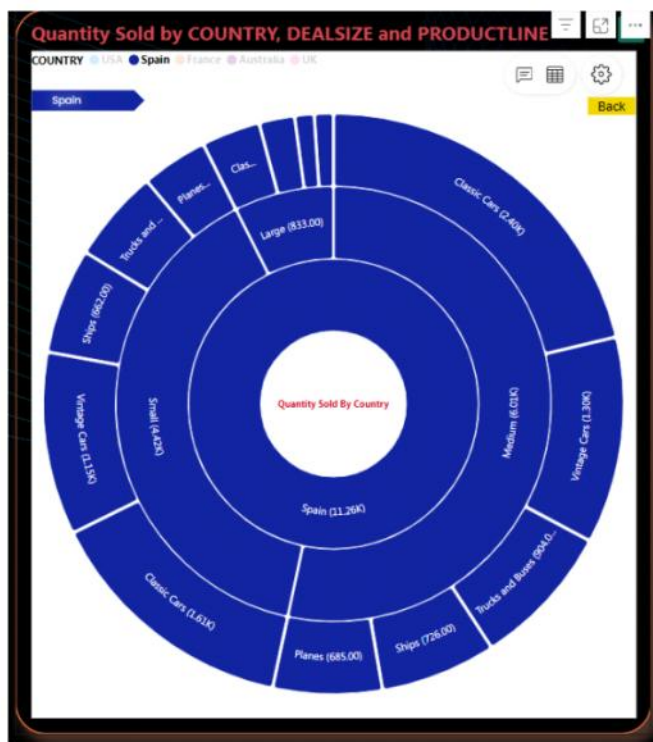 Quantity Sold by COUNTRY, DEALSIZE and PRODUCTLINE
COUNTRY USA Spain France Australia UK
Spain
Back
Classic Cars (2.40K)
Vintage Cars (1.30K)
Trucks and Buses (904.0...
Ships (726.00)
Planes (685.00)
Classic Cars (1.61K)
Vintage Cars (1.15K)
Ships (662.00)
Trucks and ...
Planes...
Clas...
Large (833.00)
Medium (6.01K)
Small (4.42K)
Spain (11.26K)
Quantity Sold By Country